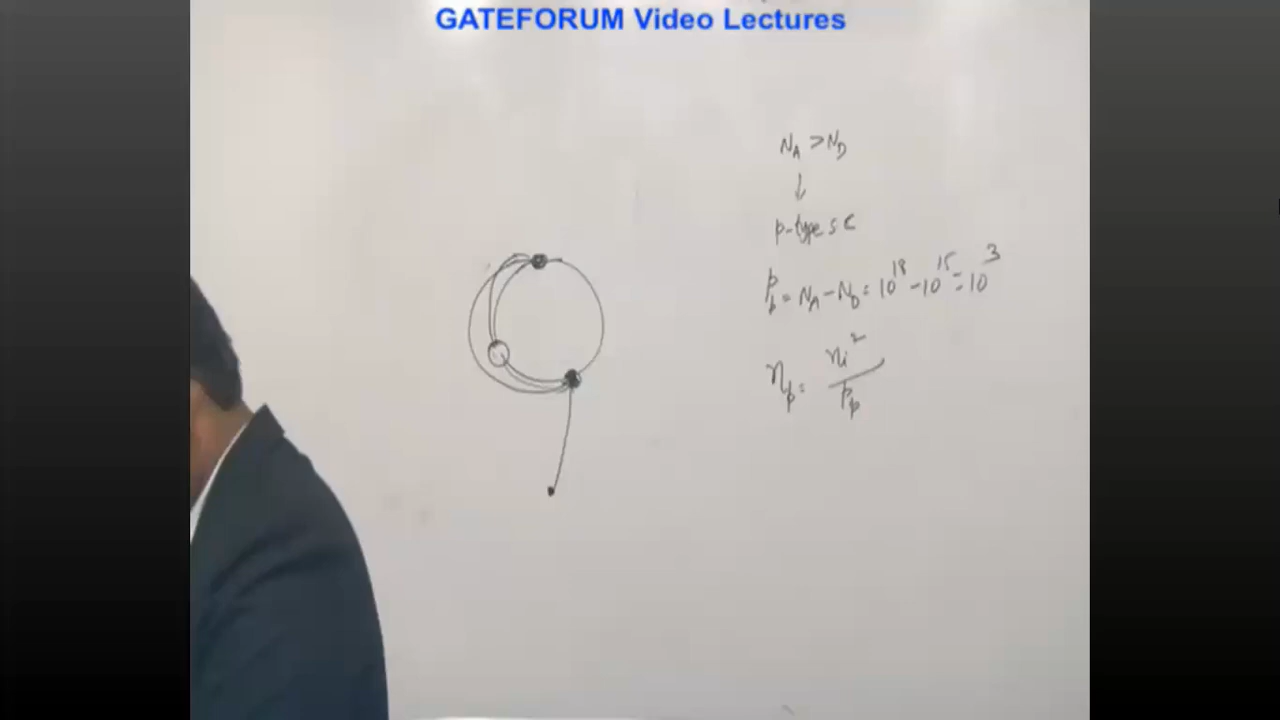 GATEFORUM Video Lectures
N_A > N_D
↓
p-type s c
p_p = N_A - N_D = 10^18 - 10^15 = 10^3
n_p = n_i^2 / p_p